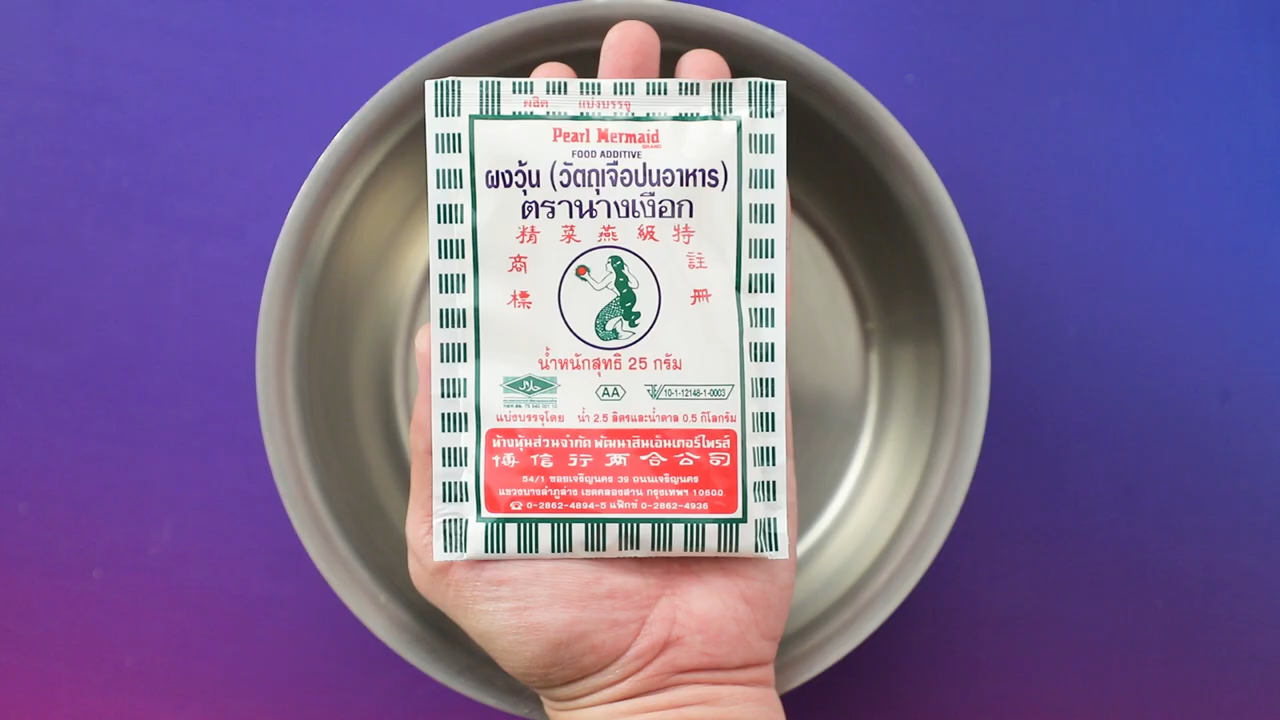 ผลิต แบ่งบรรจุ
Pearl Mermaid
BRAND
FOOD ADDITIVE
ผงวุ้น (วัตถุเจือปนอาหาร)
ตรานางเงือก
精菜燕級特
商 註
標 冊
น้ำหนักสุทธิ 25 กรัม
حلال
AA
10-1-12148-1-0003
แบ่งบรรจุโดย น้ำ 2.5 ลิตรและน้ำตาล 0.5 กิโลกรัม
ห้างหุ้นส่วนจำกัด พัฒนาสินเอ็นเตอร์ไพรส์
博信行兩合公司
54/1 ซอยเจริญนคร 39 ถนนเจริญนคร
แขวงบางลำภูล่าง เขตคลองสาน กรุงเทพฯ 10600
☎ 0-2862-4894-5 แฟ๊กซ์ 0-2862-4936